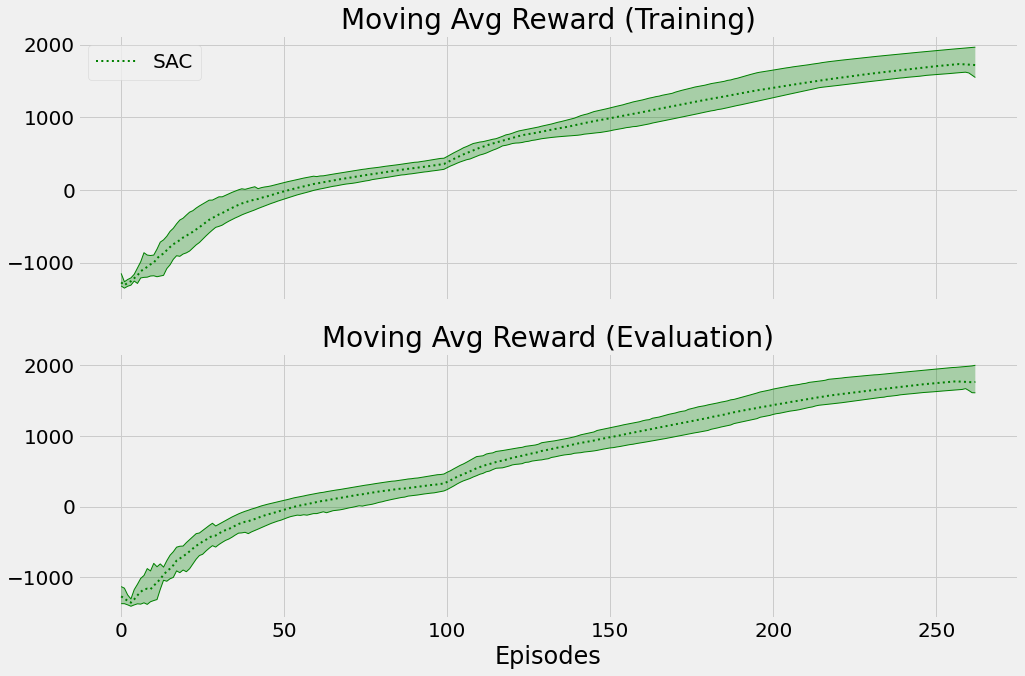 Moving Avg Reward (Training)
2000
SAC
1000
0
−1000
Moving Avg Reward (Evaluation)
2000
1000
0
−1000
0 50 100 150 200 250
Episodes